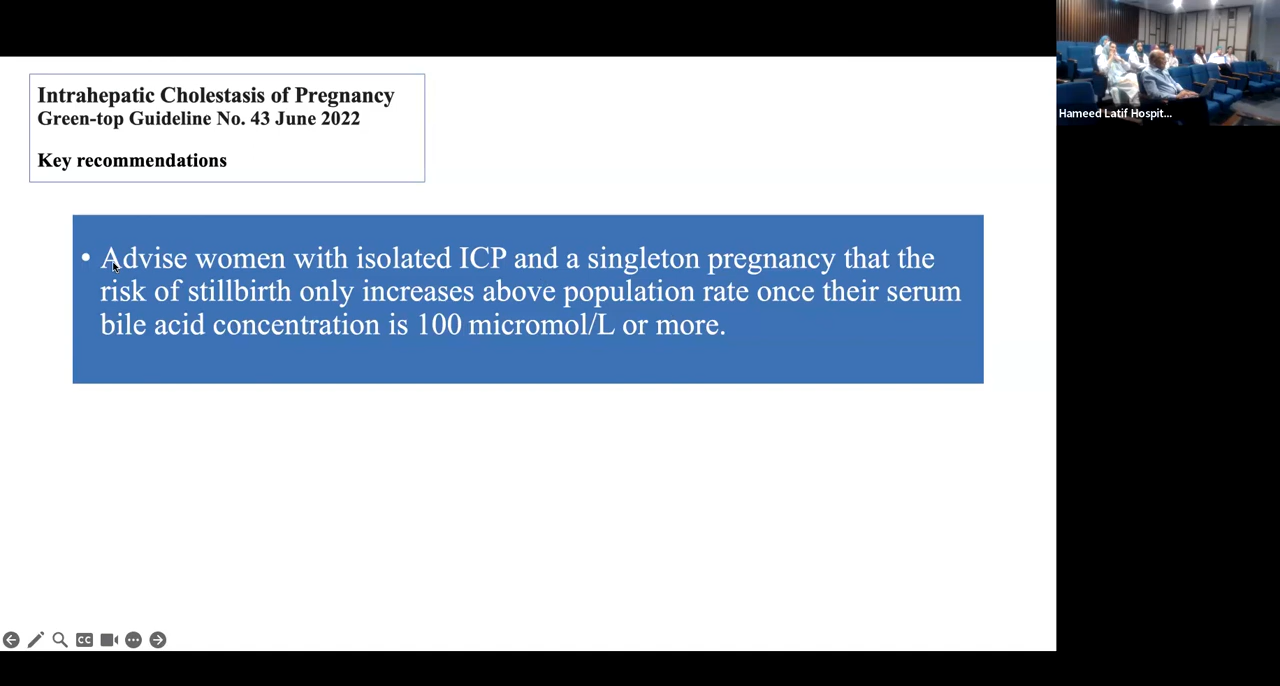 Intrahepatic Cholestasis of Pregnancy
Green-top Guideline No. 43 June 2022
Key recommendations
• Advise women with isolated ICP and a singleton pregnancy that the
risk of stillbirth only increases above population rate once their serum
bile acid concentration is 100 micromol/L or more.
Hameed Latif Hospit...
CC